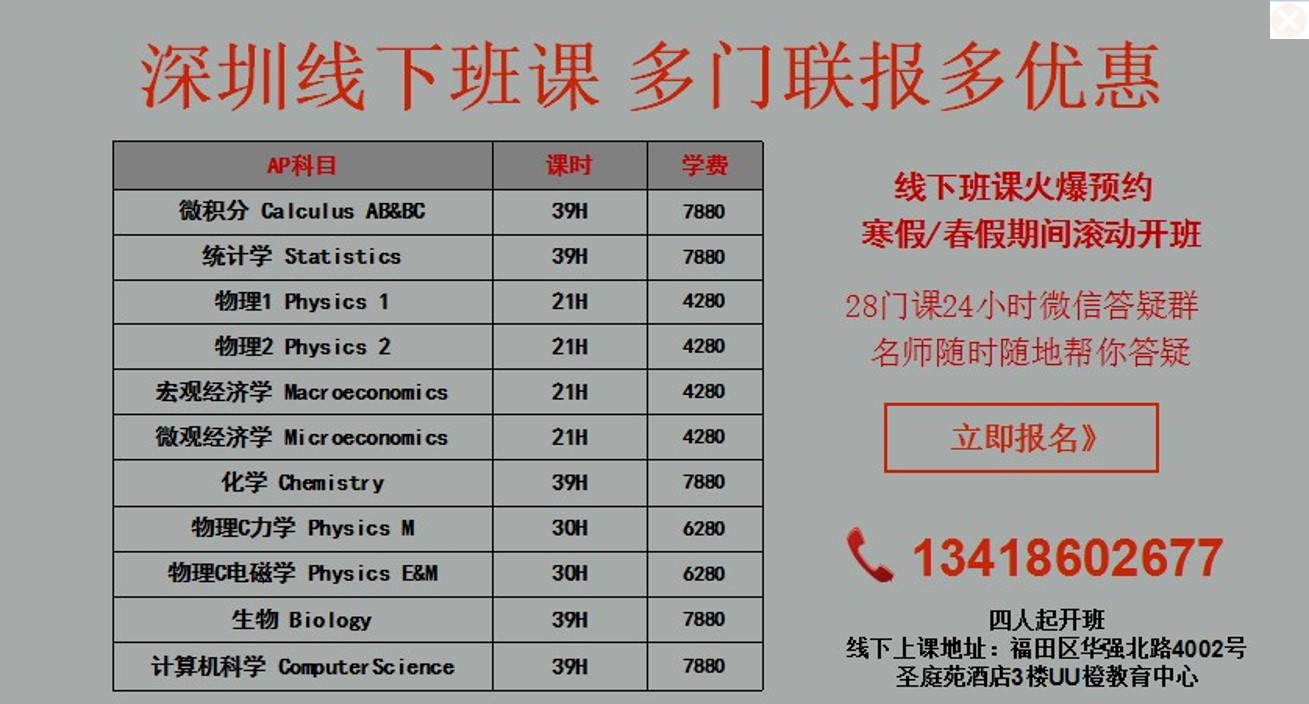 深圳线下班课 多门联报多优惠
AP科目 课时 学费
微积分 Calculus AB&BC 39H 7880
统计学 Statistics 39H 7880
物理1 Physics 1 21H 4280
物理2 Physics 2 21H 4280
宏观经济学 Macroeconomics 21H 4280
微观经济学 Microeconomics 21H 4280
化学 Chemistry 39H 7880
物理C力学 Physics M 30H 6280
物理C电磁学 Physics E&M 30H 6280
生物 Biology 39H 7880
计算机科学 ComputerScience 39H 7880
线下班课火爆预约
寒假/春假期间滚动开班
28门课24小时微信答疑群
名师随时随地帮你答疑
立即报名》
13418602677
四人起开班
线下上课地址：福田区华强北路4002号
圣庭苑酒店3楼UU橙教育中心